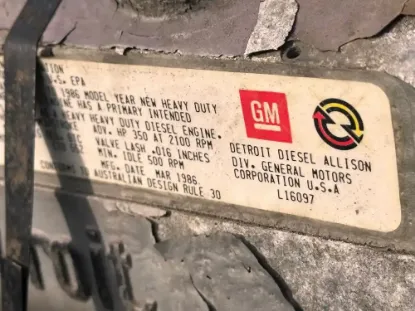 .S. EPA
1986 MODEL YEAR NEW HEAVY DUTY
HAS A PRIMARY INTENDED
HEAVY HEAVY DUTY DIESEL ENGINE.
ADV. HP 350 AT 2100 RPM
VALVE LASH .016 INCHES
MIN. IDLE 500 RPM
MFG. DATE MAR 1986
CONFORMS TO
AUSTRALIAN DESIGN RULE 30
GM
DETROIT DIESEL ALLISON
DIV. GENERAL MOTORS
CORPORATION U.S.A
L16097